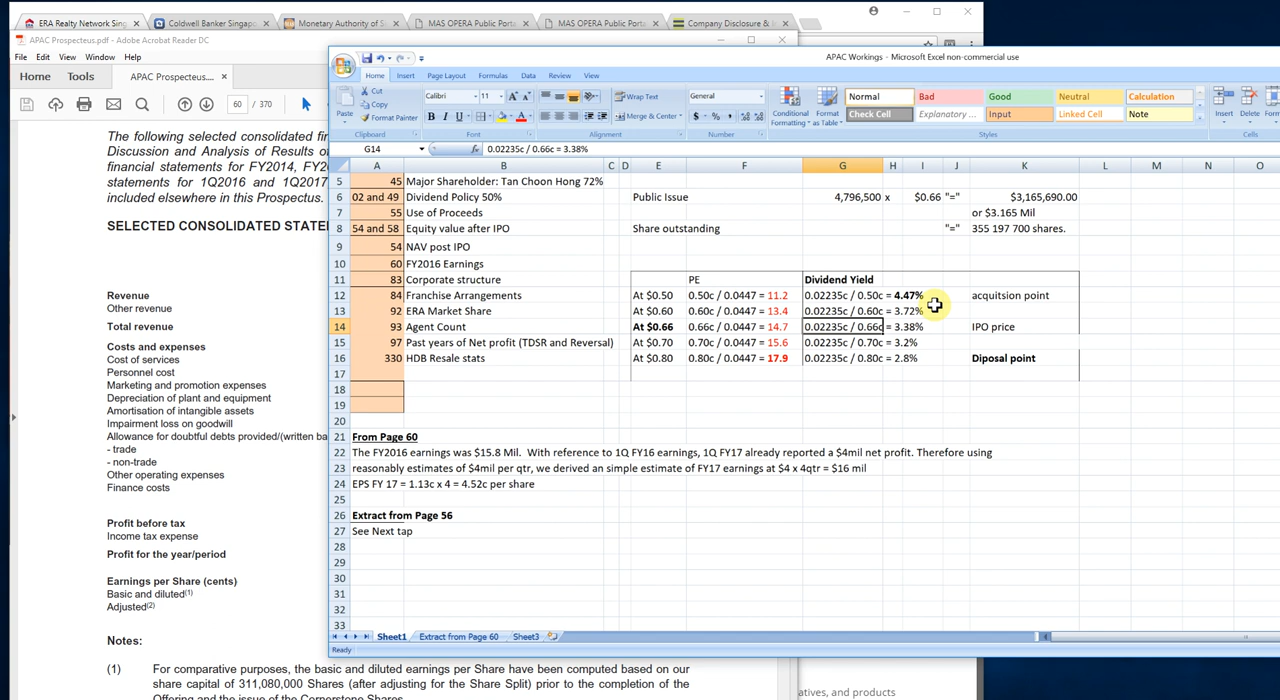 ERA Realty Network Sing
Coldwell Banker Singapo
Monetary Authority of Si
MAS OPERA Public Porta
MAS OPERA Public Porta
Company Disclosure &
APAC Prospecteus.pdf - Adobe Acrobat Reader DC
File Edit View Window Help
Home Tools APAC Prospecteus....
60 / 370
The following selected consolidated fin
Discussion and Analysis of Results o
financial statements for FY2014, FY2
statements for 1Q2016 and 1Q2017
included elsewhere in this Prospectus.
SELECTED CONSOLIDATED STATE
Revenue
Other revenue
Total revenue
Costs and expenses
Cost of services
Personnel cost
Marketing and promotion expenses
Depreciation of plant and equipment
Amortisation of intangible assets
Impairment loss on goodwill
Allowance for doubtful debts provided/(written ba
- trade
- non-trade
Other operating expenses
Finance costs
Profit before tax
Income tax expense
Profit for the year/period
Earnings per Share (cents)
Basic and diluted(1)
Adjusted(2)
Notes:
(1) For comparative purposes, the basic and diluted earnings per Share have been computed based on our
share capital of 311,080,000 Shares (after adjusting for the Share Split) prior to the completion of the
Offering and the issue of the Cornerstone Shares.
atives, and products
APAC Workings - Microsoft Excel non-commercial use
Home Insert Page Layout Formulas Data Review View
Paste
Cut
Copy
Format Painter
Clipboard
Calibri 11
B I U
Font
Wrap Text
Merge & Center
Alignment
General
$ % ,
Number
Conditional Formatting
Format as Table
Normal Bad Good Neutral Calculation
Check Cell Explanatory ... Input Linked Cell Note
Styles
Insert Delete Form
Cells
G14 fx 0.02235c / 0.66c = 3.38%
A B C D E F G H I J K L M N O
5 45 Major Shareholder: Tan Choon Hong 72%
6 02 and 49 Dividend Policy 50% Public Issue 4,796,500 x $0.66 "=" $3,165,690.00
7 55 Use of Proceeds or $3.165 Mil
8 54 and 58 Equity value after IPO Share outstanding "=" 355 197 700 shares.
9 54 NAV post IPO
10 60 FY2016 Earnings
11 83 Corporate structure PE Dividend Yield
12 84 Franchise Arrangements At $0.50 0.50c / 0.0447 = 11.2 0.02235c / 0.50c = 4.47% acquitsion point
13 92 ERA Market Share At $0.60 0.60c / 0.0447 = 13.4 0.02235c / 0.60c = 3.72%
14 93 Agent Count At $0.66 0.66c / 0.0447 = 14.7 0.02235c / 0.66c = 3.38% IPO price
15 97 Past years of Net profit (TDSR and Reversal) At $0.70 0.70c / 0.0447 = 15.6 0.02235c / 0.70c = 3.2%
16 330 HDB Resale stats At $0.80 0.80c / 0.0447 = 17.9 0.02235c / 0.80c = 2.8% Diposal point
17
18
19
20
21 From Page 60
22 The FY2016 earnings was $15.8 Mil. With reference to 1Q FY16 earnings, 1Q FY17 already reported a $4mil net profit. Therefore using
23 reasonably estimates of $4mil per qtr, we derived an simple estimate of FY17 earnings at $4 x 4qtr = $16 mil
24 EPS FY 17 = 1.13c x 4 = 4.52c per share
25
26 Extract from Page 56
27 See Next tap
28
29
30
31
32
33
Sheet1 Extract from Page 60 Sheet3
Ready